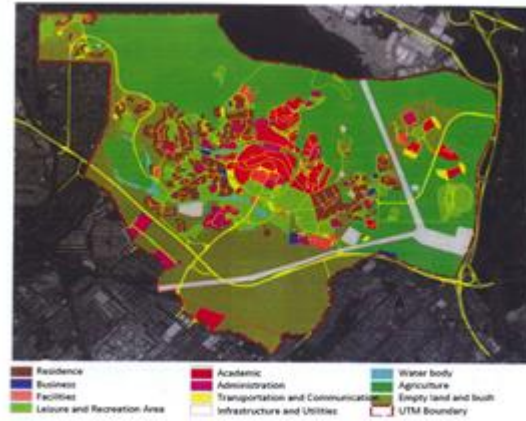 Residence
Business
Facilities
Leisure and Recreation Area
Academic
Administration
Transportation and Communication
Infrastructure and Utilities
Water body
Agriculture
Empty land and bush
UTM Boundary